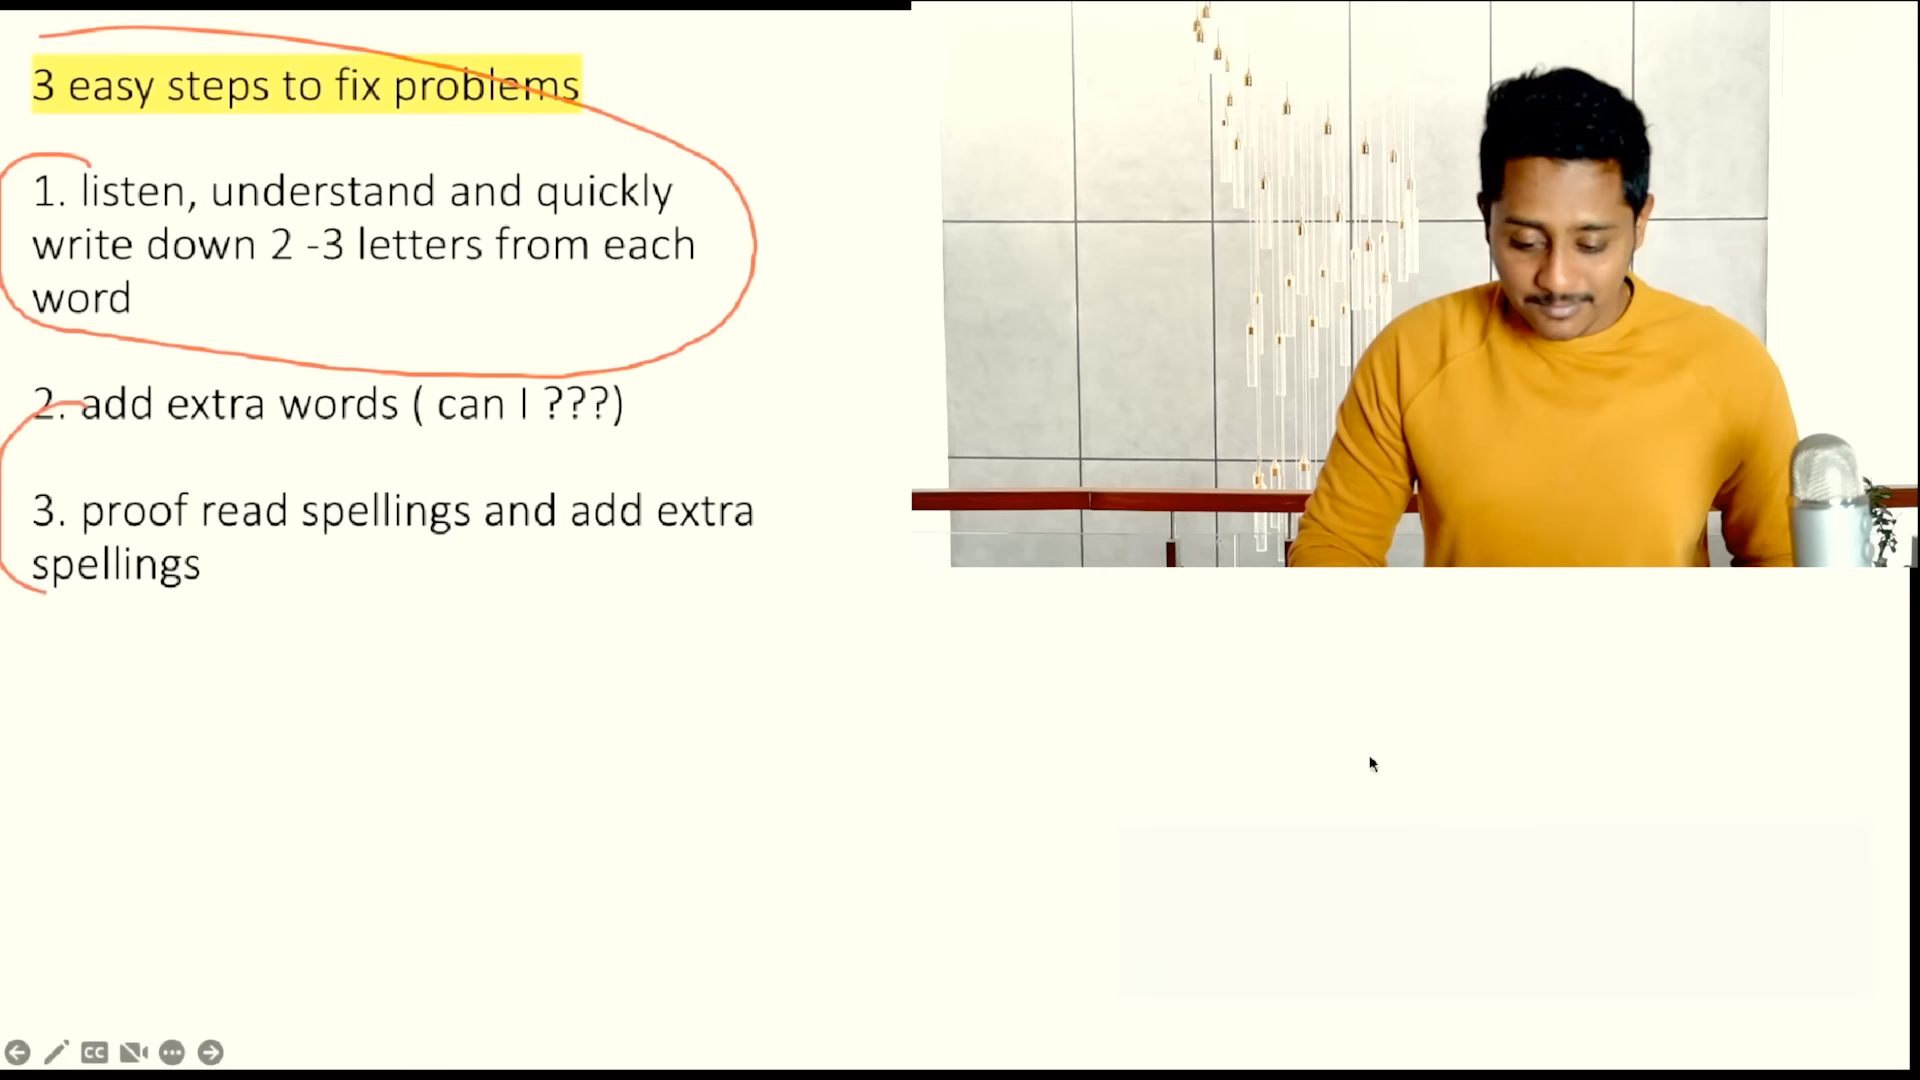 3 easy steps to fix problems
1. listen, understand and quickly
write down 2 -3 letters from each
word
2. add extra words ( can I ???)
3. proof read spellings and add extra
spellings
CC